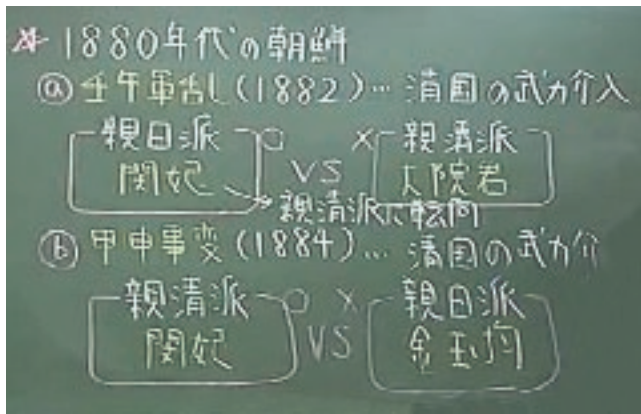 ☆ 1880年代の朝鮮
ⓐ 壬午軍乱(1882)… 清国の武力介入
親日派 ○ × 親清派
閔妃 VS 大院君
→親清派に転向
ⓑ 甲申事変(1884)… 清国の武力介
親清派 ○ × 親日派
閔妃 VS 金玉均